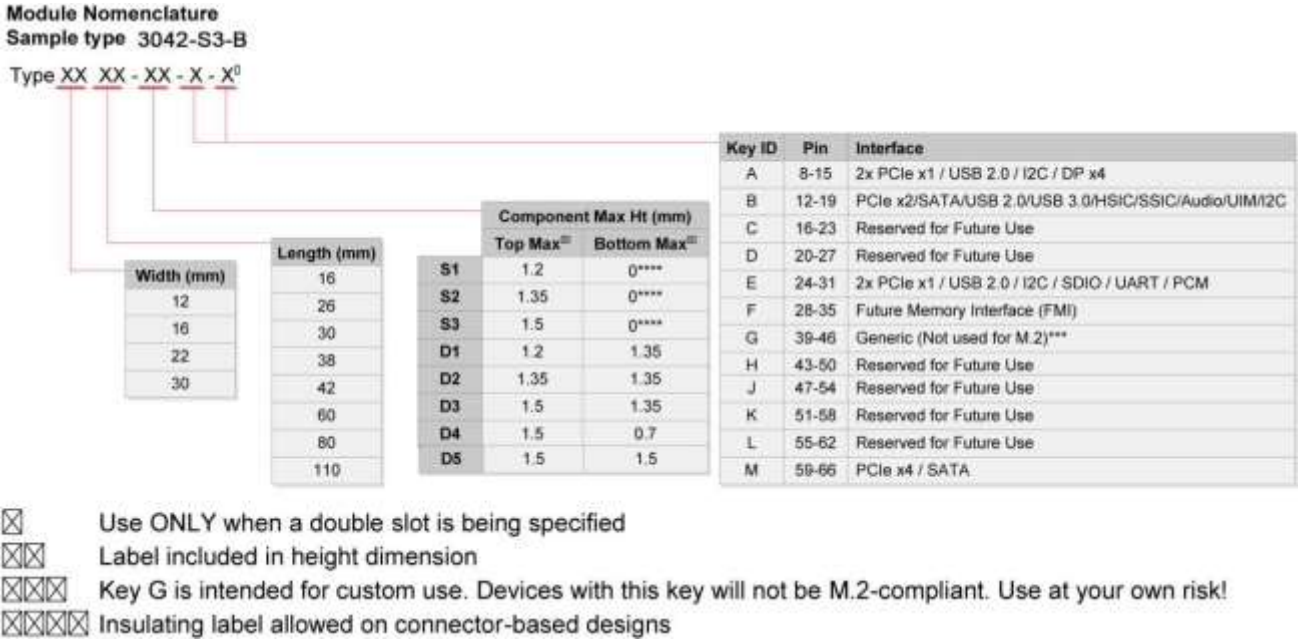 Module Nomenclature
Sample type 3042-S3-B
Type XX XX - XX - X - X⁰
Width (mm)
12
16
22
30
Length (mm)
16
26
30
38
42
60
80
110
Component Max Ht (mm)
Top Max Bottom Max
S1 1.2 0****
S2 1.35 0****
S3 1.5 0****
D1 1.2 1.35
D2 1.35 1.35
D3 1.5 1.35
D4 1.5 0.7
D5 1.5 1.5
Key ID Pin Interface
A 8-15 2x PCIe x1 / USB 2.0 / I2C / DP x4
B 12-19 PCIe x2/SATA/USB 2.0/USB 3.0/HSIC/SSIC/Audio/UIM/I2C
C 16-23 Reserved for Future Use
D 20-27 Reserved for Future Use
E 24-31 2x PCIe x1 / USB 2.0 / I2C / SDIO / UART / PCM
F 28-35 Future Memory Interface (FMI)
G 39-46 Generic (Not used for M.2)***
H 43-50 Reserved for Future Use
J 47-54 Reserved for Future Use
K 51-58 Reserved for Future Use
L 55-62 Reserved for Future Use
M 59-66 PCIe x4 / SATA
Use ONLY when a double slot is being specified
Label included in height dimension
Key G is intended for custom use. Devices with this key will not be M.2-compliant. Use at your own risk!
Insulating label allowed on connector-based designs